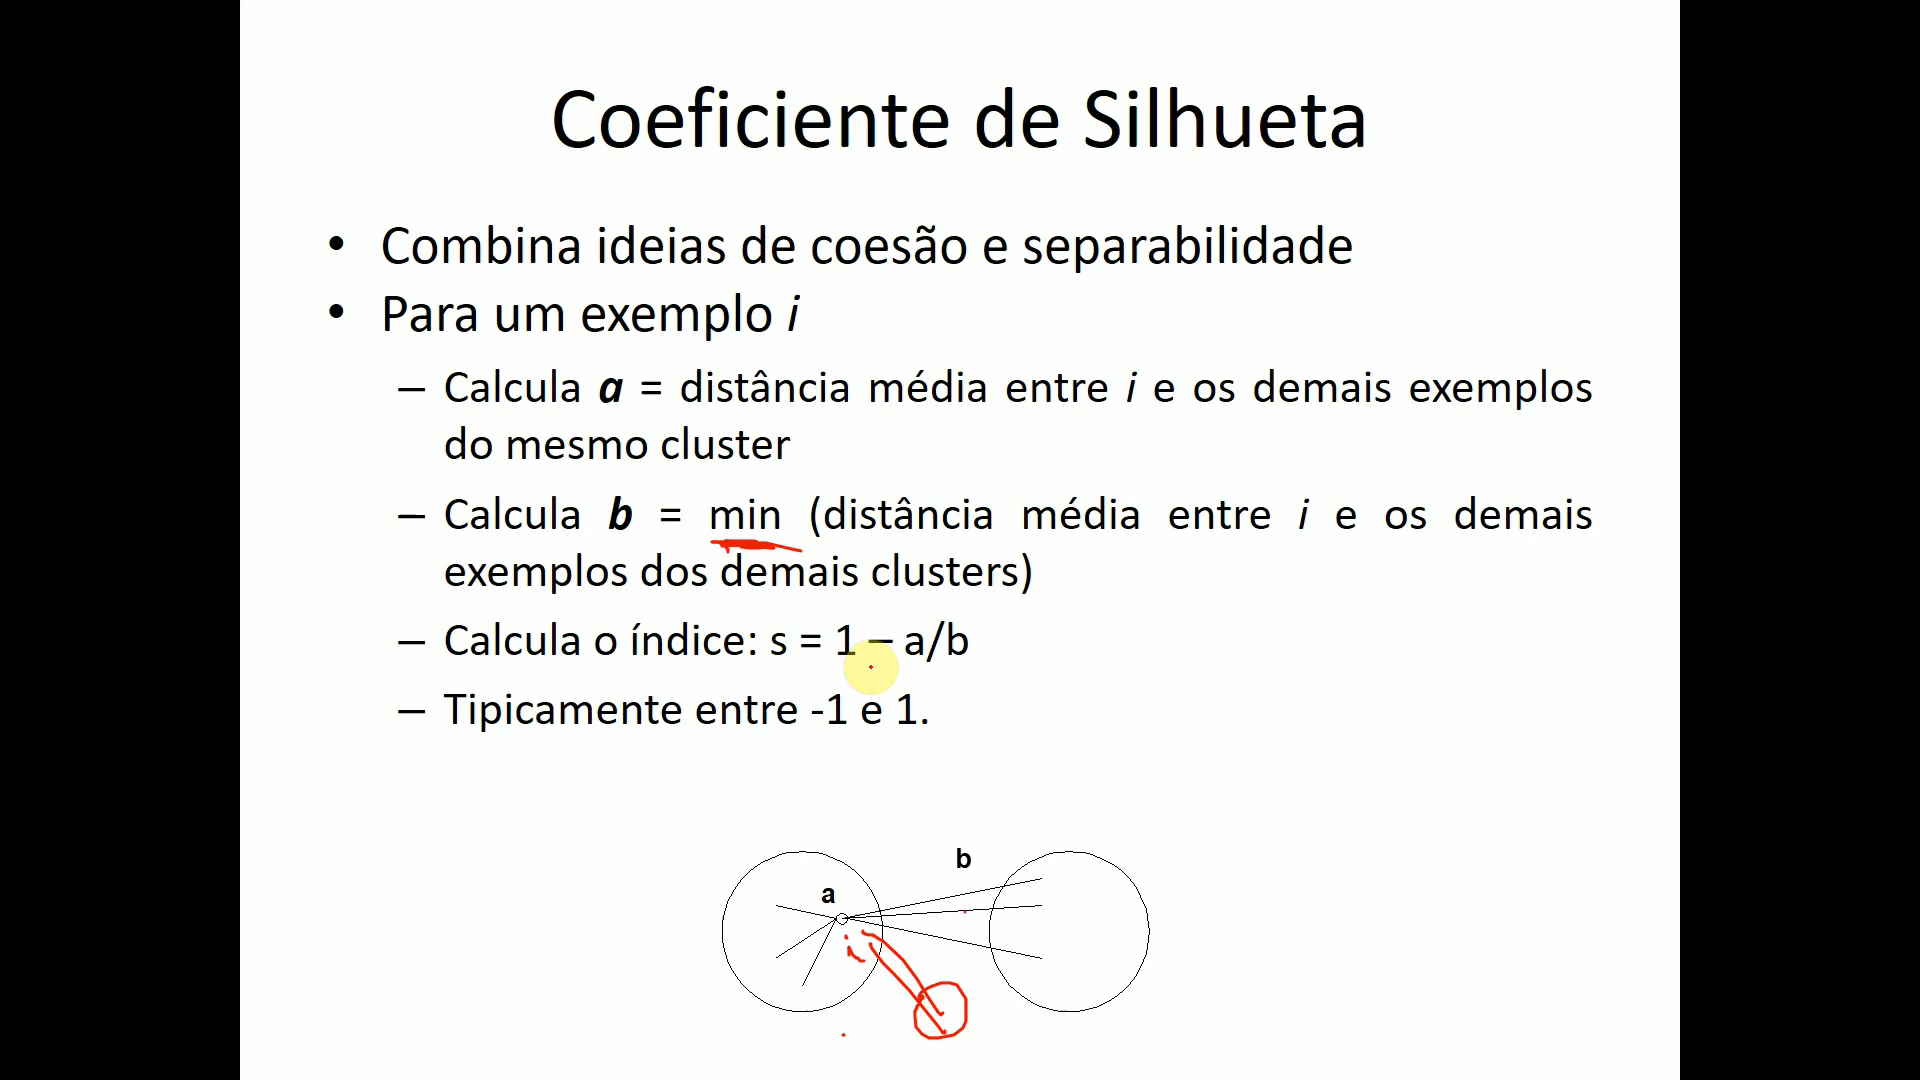 Coeficiente de Silhueta
• Combina ideias de coesão e separabilidade
• Para um exemplo i
– Calcula a = distância média entre i e os demais exemplos
do mesmo cluster
– Calcula b = min (distância média entre i e os demais
exemplos dos demais clusters)
– Calcula o índice: s = 1 – a/b
– Tipicamente entre -1 e 1.
b
a